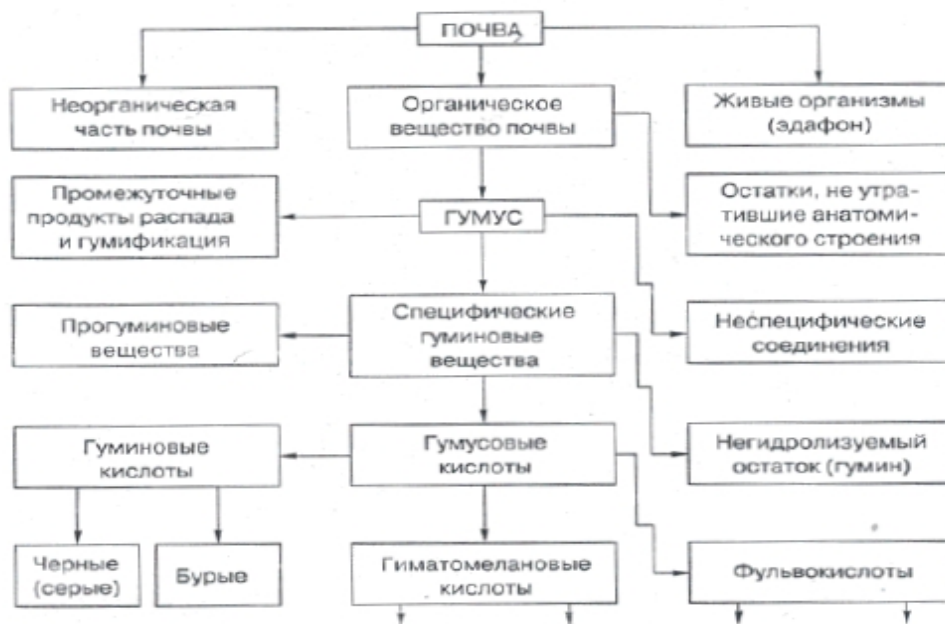 ПОЧВА
Неорганическая
часть почвы
Органическое
вещество почвы
Живые организмы
(эдафон)
Промежуточные
продукты распада
и гумификация
ГУМУС
Остатки, не утра-
тившие анатоми-
ческого строения
Прогуминовые
вещества
Специфические
гуминовые
вещества
Неспецифические
соединения
Гуминовые
кислоты
Гумусовые
кислоты
Негидролизуемый
остаток (гумин)
Черные
(серые)
Бурые
Гиматомелановые
кислоты
Фульвокислоты